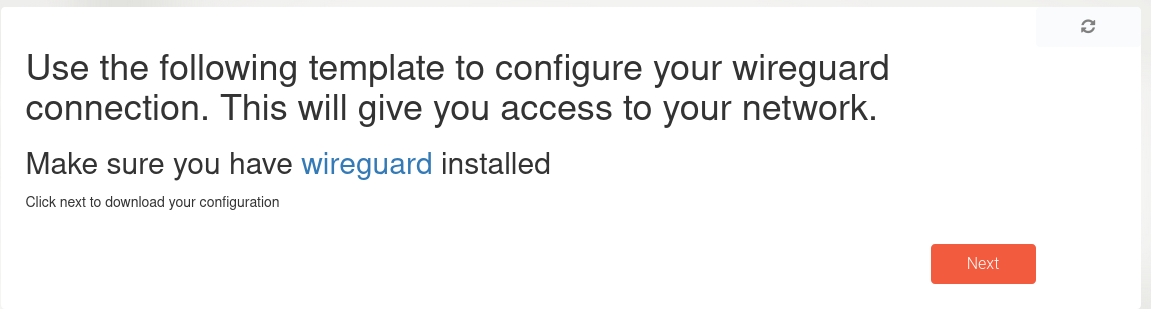 Use the following template to configure your wireguard
connection. This will give you access to your network.
Make sure you have wireguard installed
Click next to download your configuration
Next